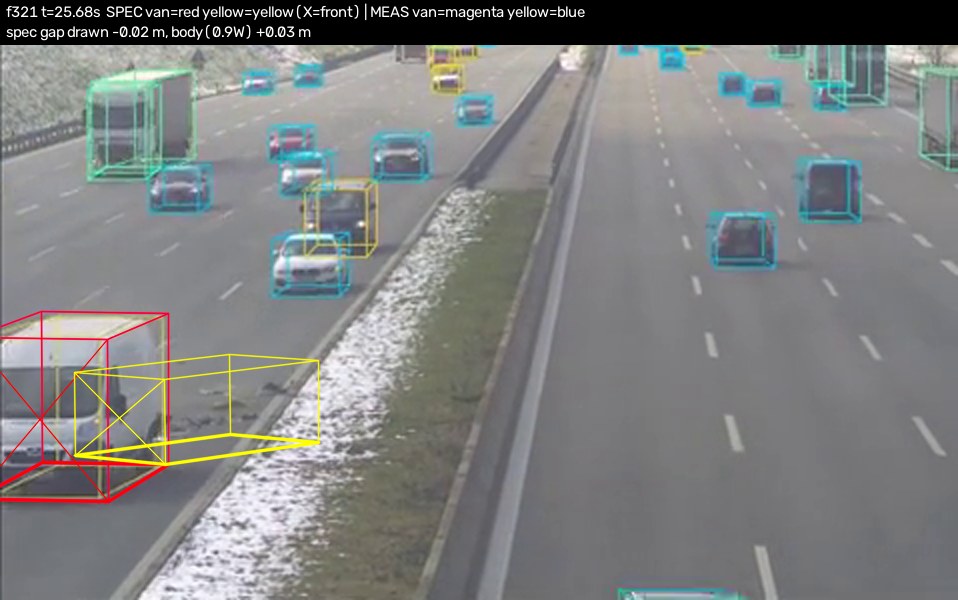 f321 t=25.68s SPEC van=red yellow=yellow (X=front) | MEAS van=magenta yellow=blue
spec gap drawn -0.02 m, body (0.9W) +0.03 m